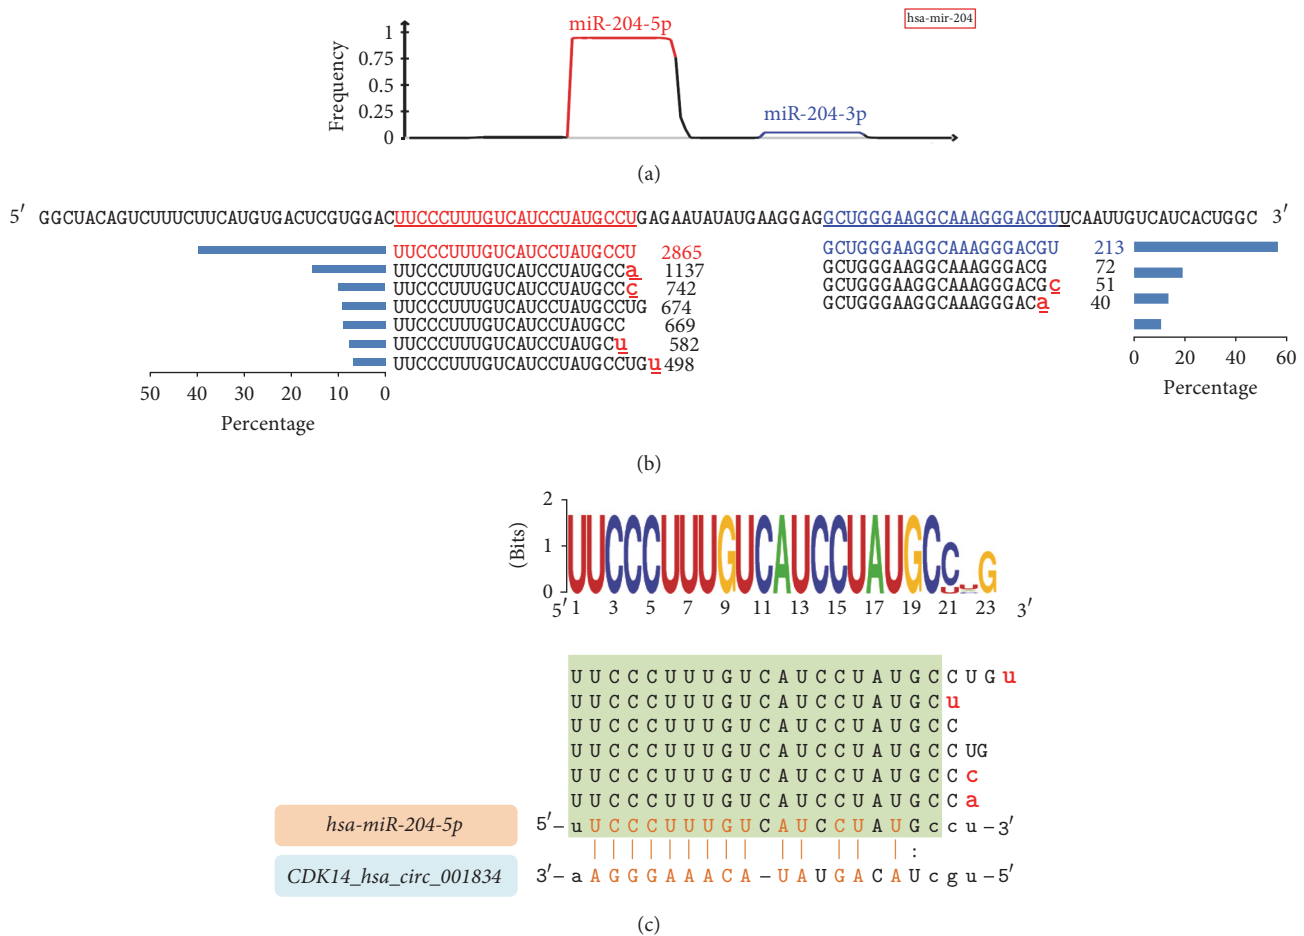 miR-204-5p
hsa-mir-204
Frequency
1
0.75
0.5
0.25
0
miR-204-3p
(a)
5′ GGCUACAGUCUUUCUUCAUGUGACUCGUGGACUUCCCUUUGUCAUCCUAUGCCUGAGAAUAUAUGAAGGAGGCUGGGAAGGCAAAGGGACGUUCAAUUGUCAUCACUGGC 3′
UUCCCUUUGUCAUCCUAUGCCU 2865 GCUGGGAAGGCAAAGGGACGU 213
UUCCCUUUGUCAUCCUAUGCCa 1137 GCUGGGAAGGCAAAGGGACG 72
UUCCCUUUGUCAUCCUAUGCCc 742 GCUGGGAAGGCAAAGGGACGc 51
UUCCCUUUGUCAUCCUAUGCCUG 674 GCUGGGAAGGCAAAGGGACa 40
UUCCCUUUGUCAUCCUAUGCC 669
UUCCCUUUGUCAUCCUAUGCu 582
UUCCCUUUGUCAUCCUAUGCCUGu 498
50 40 30 20 10 0
Percentage
0 20 40 60
Percentage
(b)
(Bits)
2
1
0
UUCCCUUUGUCAUCCUAUGCCUG
5′ 1 3 5 7 9 11 13 15 17 19 21 23 3′
U U C C C U U U G U C A U C C U A U G C C U G u
U U C C C U U U G U C A U C C U A U G C u
U U C C C U U U G U C A U C C U A U G C C
U U C C C U U U G U C A U C C U A U G C C UG
U U C C C U U U G U C A U C C U A U G C C c
U U C C C U U U G U C A U C C U A U G C C a
hsa-miR-204-5p 5′– u U C C C U U U G U C A U C C U A U G c c u –3′
| | | | | | | | | | | | | | :
CDK14_hsa_circ_001834 3′– a A G G G A A A C A – U A U G A C A U c g u –5′
(c)